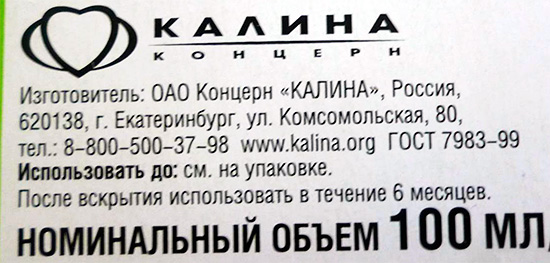 КАЛИНА
КОНЦЕРН
Изготовитель: ОАО Концерн «КАЛИНА», Россия,
620138, г. Екатеринбург, ул. Комсомольская, 80,
тел.: 8-800-500-37-98 www.kalina.org ГОСТ 7983-99
Использовать до: см. на упаковке.
После вскрытия использовать в течение 6 месяцев.
НОМИНАЛЬНЫЙ ОБЪЕМ 100 МЛ,